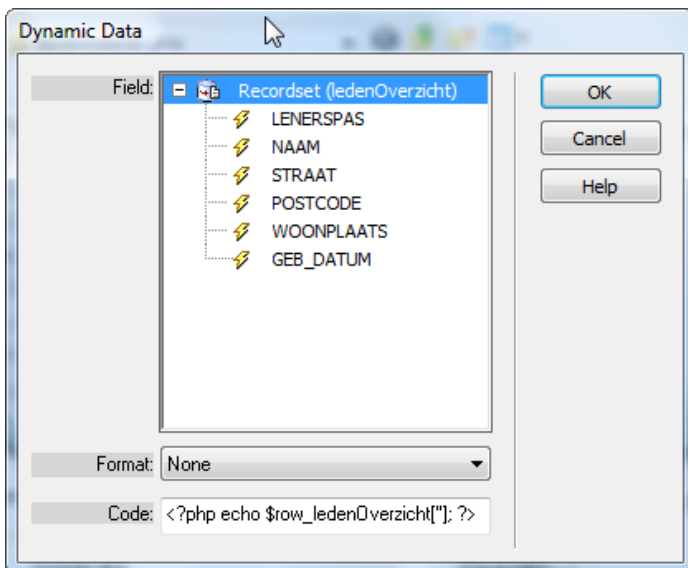 Dynamic Data
Field:
Recordset (ledenOverzicht)
LENERSPAS
NAAM
STRAAT
POSTCODE
WOONPLAATS
GEB_DATUM
OK
Cancel
Help
Format: None
Code: <?php echo $row_ledenOverzicht['']; ?>